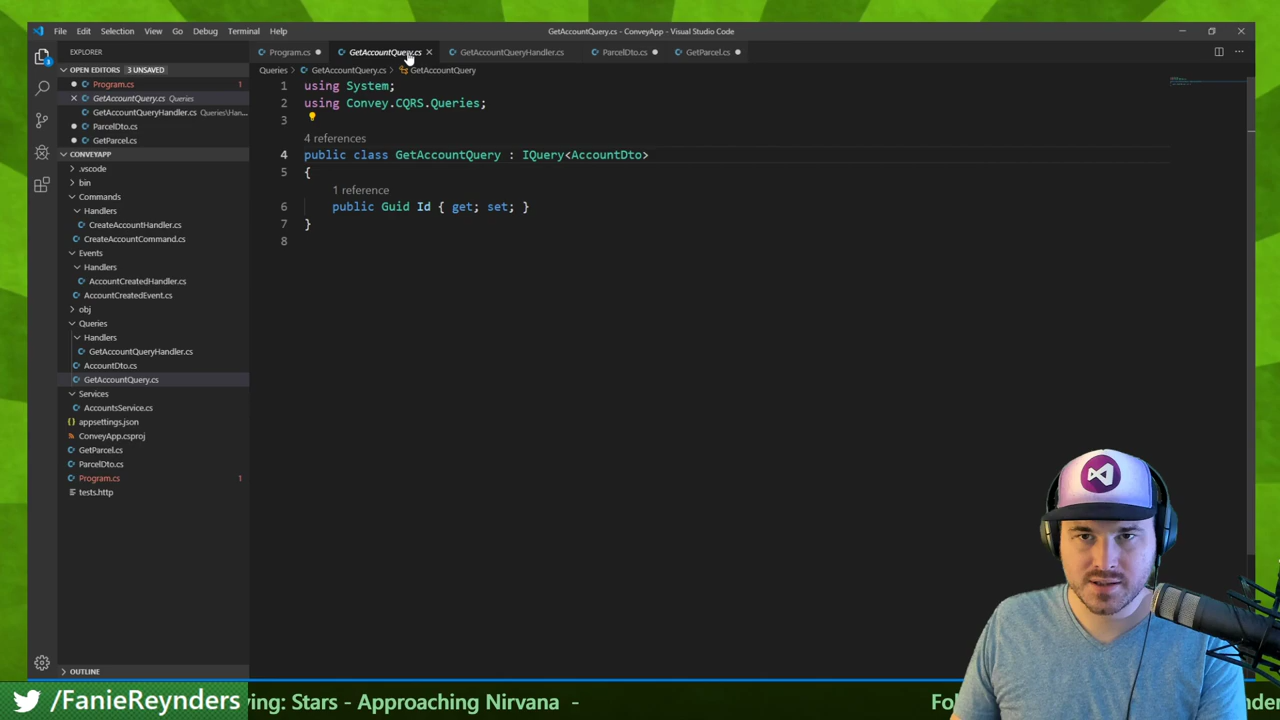 File Edit Selection View Go Debug Terminal Help
GetAccountQuery.cs - ConveyApp - Visual Studio Code
EXPLORER
Program.cs GetAccountQuery.cs GetAccountQueryHandler.cs ParcelDto.cs GetParcel.cs
OPEN EDITORS 3 UNSAVED
Program.cs 1
GetAccountQuery.cs Queries
GetAccountQueryHandler.cs Queries\Han...
ParcelDto.cs
GetParcel.cs
CONVEYAPP
.vscode
bin
Commands
Handlers
CreateAccountHandler.cs
CreateAccountCommand.cs
Events
Handlers
AccountCreatedHandler.cs
AccountCreatedEvent.cs
obj
Queries
Handlers
GetAccountQueryHandler.cs
AccountDto.cs
GetAccountQuery.cs
Services
AccountsService.cs
appsettings.json
ConveyApp.csproj
GetParcel.cs
ParcelDto.cs
Program.cs 1
tests.http
OUTLINE
Queries > GetAccountQuery.cs > GetAccountQuery
1 using System;
2 using Convey.CQRS.Queries;
3
4 references
4 public class GetAccountQuery : IQuery<AccountDto>
5 {
1 reference
6 public Guid Id { get; set; }
7 }
8
/FanieReynders
ying: Stars - Approaching Nirvana -
Fo
nder